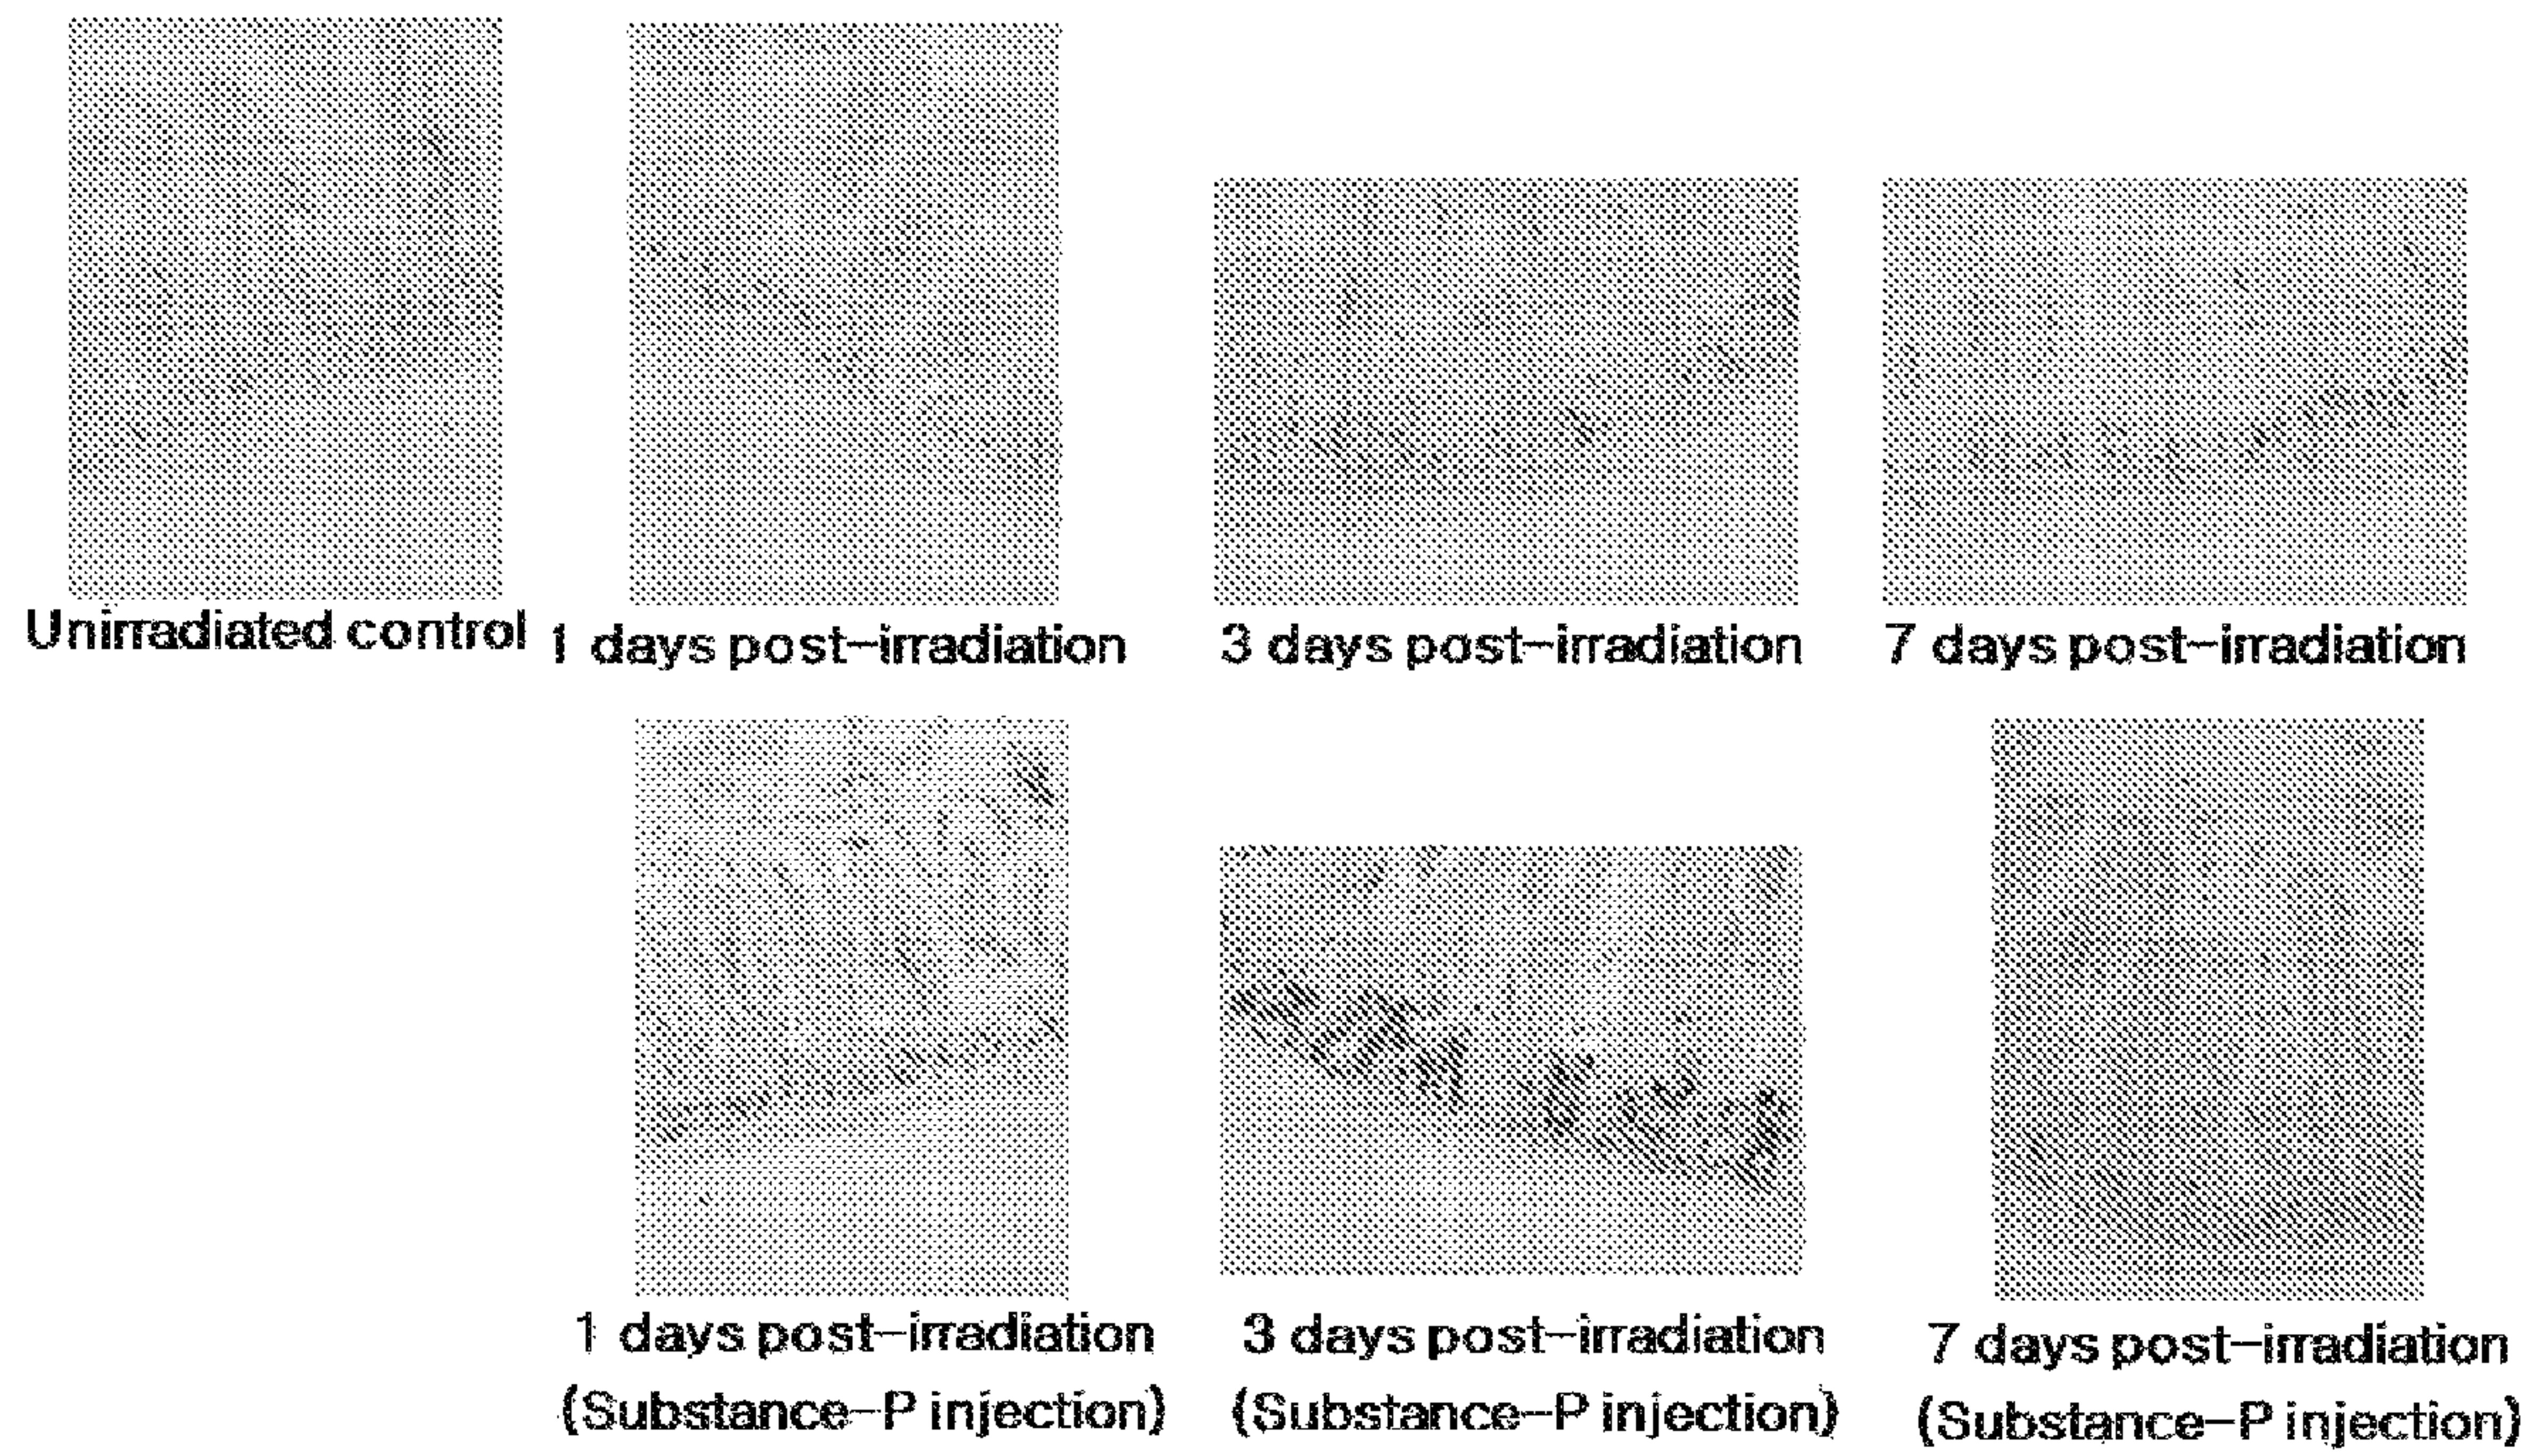 Unirradiated control
1 days post-irradiation
3 days post-irradiation
7 days post-irradiation
1 days post-irradiation
(Substance-P injection)
3 days post-irradiation
(Substance-P injection)
7 days post-irradiation
(Substance-P injection)